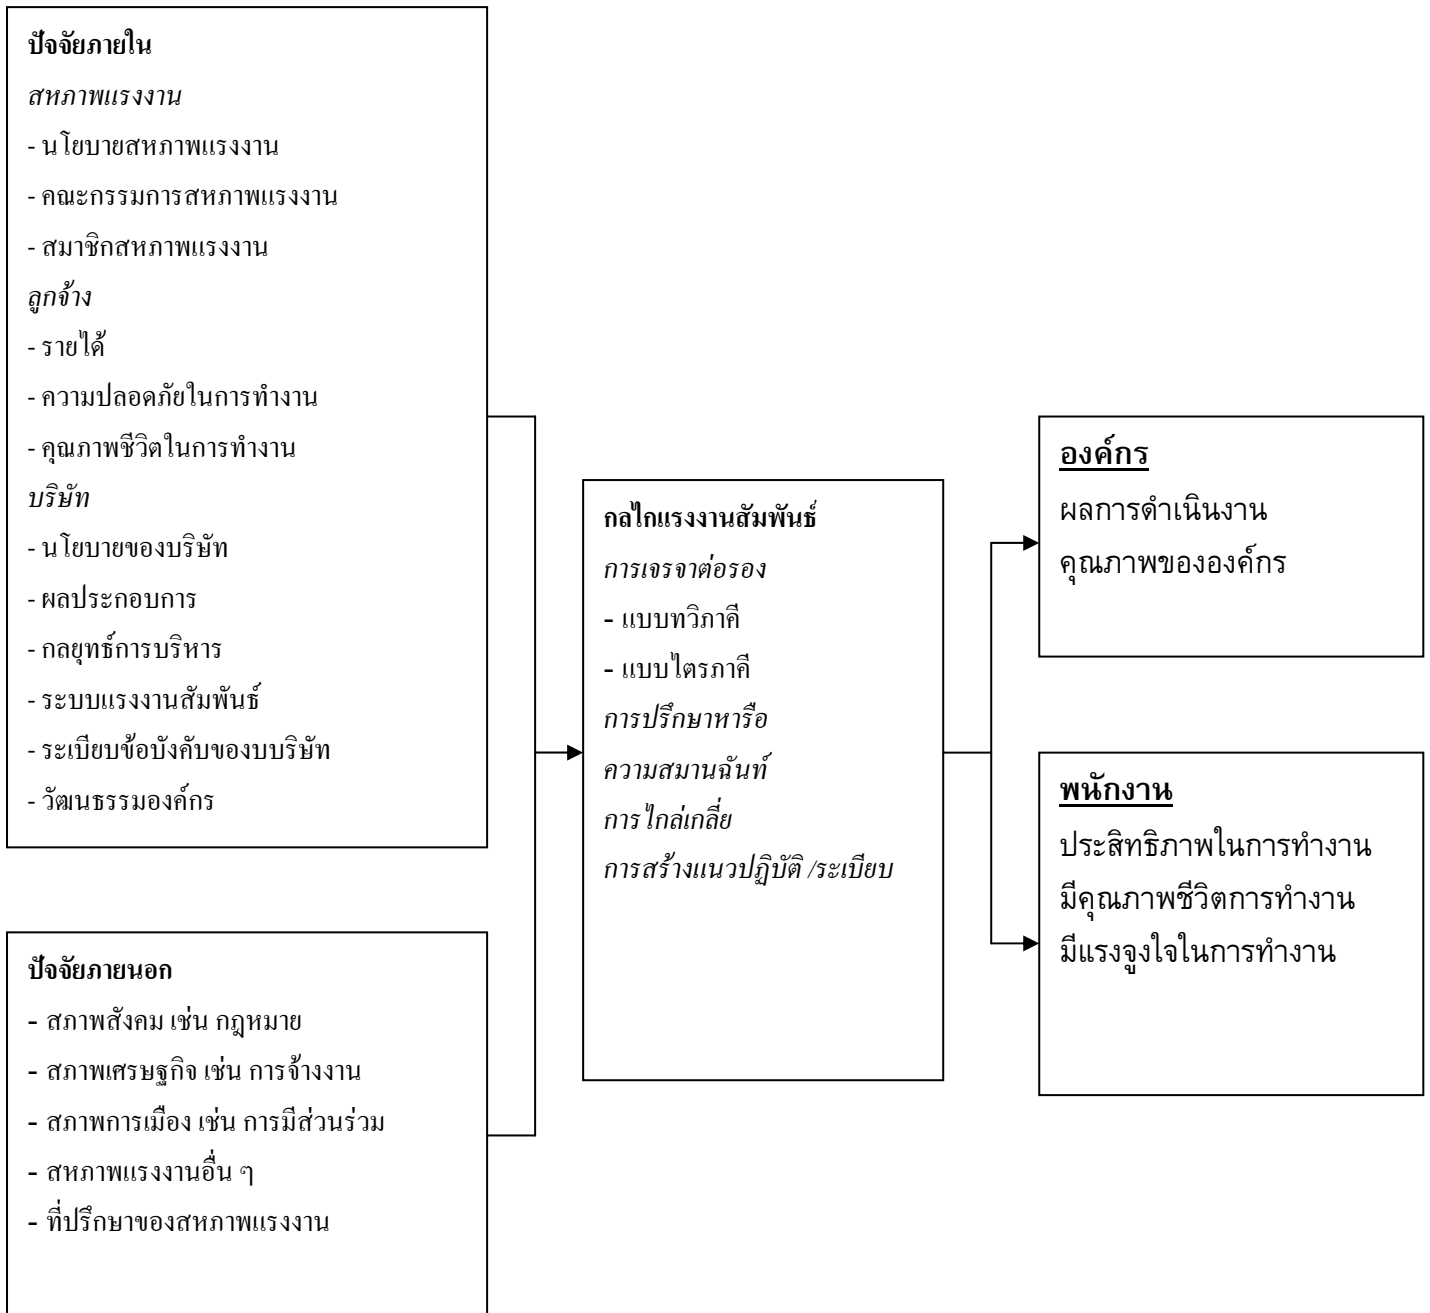 ปัจจัยภายใน
สหภาพแรงงาน
- นโยบายสหภาพแรงงาน
- คณะกรรมการสหภาพแรงงาน
- สมาชิกสหภาพแรงงาน
ลูกจ้าง
- รายได้
- ความปลอดภัยในการทำงาน
- คุณภาพชีวิตในการทำงาน
บริษัท
- นโยบายของบริษัท
- ผลประกอบการ
- กลยุทธ์การบริหาร
- ระบบแรงงานสัมพันธ์
- ระเบียบข้อบังคับของบบริษัท
- วัฒนธรรมองค์กร
ปัจจัยภายนอก
- สภาพสังคม เช่น กฎหมาย
- สภาพเศรษฐกิจ เช่น การจ้างงาน
- สภาพการเมือง เช่น การมีส่วนร่วม
- สหภาพแรงงานอื่น ๆ
- ที่ปรึกษาของสหภาพแรงงาน
กลไกแรงงานสัมพันธ์
การเจรจาต่อรอง
- แบบทวิภาคี
- แบบไตรภาคี
การปรึกษาหารือ
ความสมานฉันท์
การไกล่เกลี่ย
การสร้างแนวปฏิบัติ /ระเบียบ
องค์กร
ผลการดำเนินงาน
คุณภาพขององค์กร
พนักงาน
ประสิทธิภาพในการทำงาน
มีคุณภาพชีวิตการทำงาน
มีแรงจูงใจในการทำงาน